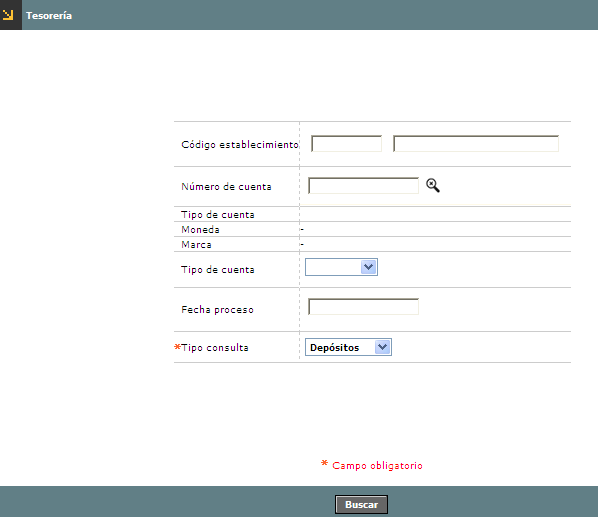 Tesorería
Código establecimiento
Número de cuenta
Tipo de cuenta
Moneda -
Marca -
Tipo de cuenta
Fecha proceso
*Tipo consulta Depósitos
* Campo obligatorio
Buscar